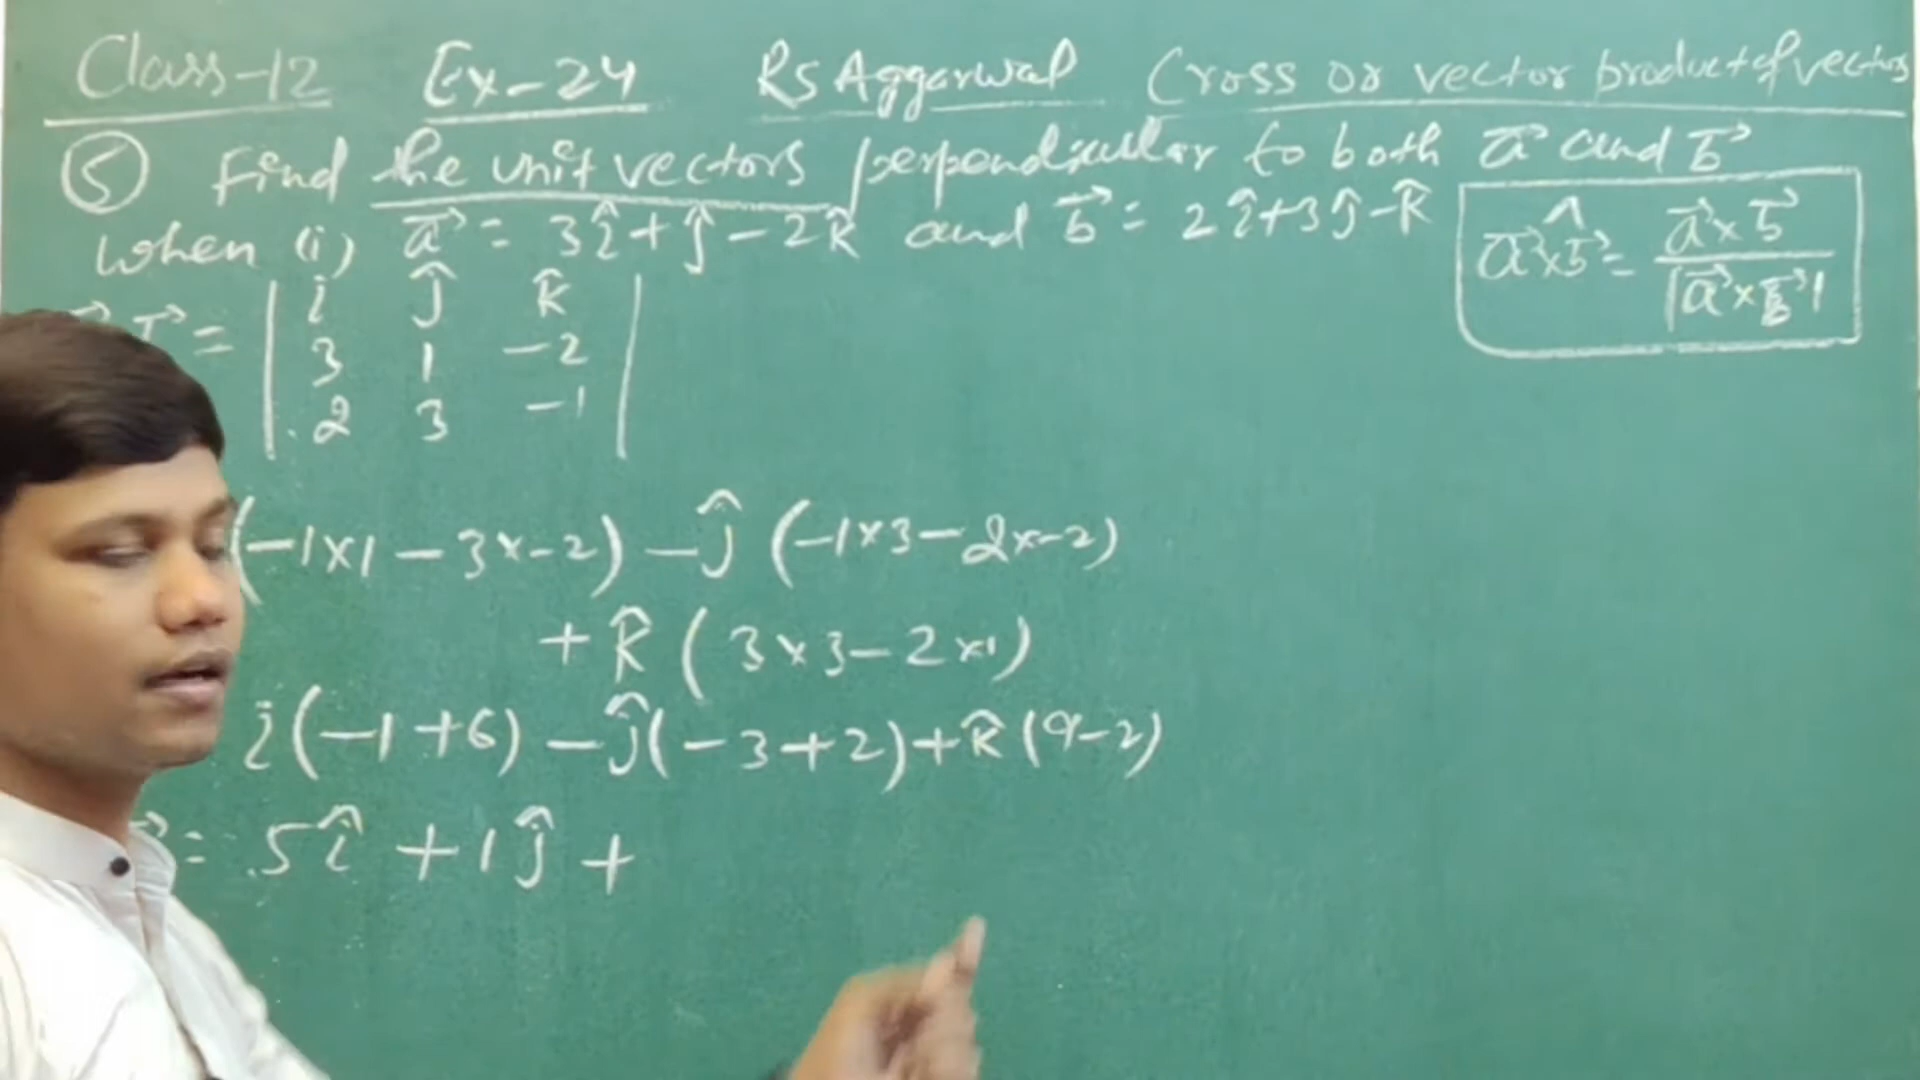 Class-12 Ex-24 RS Aggarwal Cross or vector product of vectors
⑤ Find the unit vectors perpendicular to both a⃗ and b⃗
when (i) a⃗ = 3î+ĵ-2k̂ and b⃗ = 2î+3ĵ-k̂
a⃗×b⃗ = a⃗×b⃗ / |a⃗×b⃗|
= | î ĵ k̂ |
3 1 -2
2 3 -1
(-1×1-3×-2) -ĵ (-1×3-2×-2)
+k̂ (3×3-2×1)
î(-1+6) -ĵ(-3+2)+k̂(9-2)
= 5î +1ĵ +